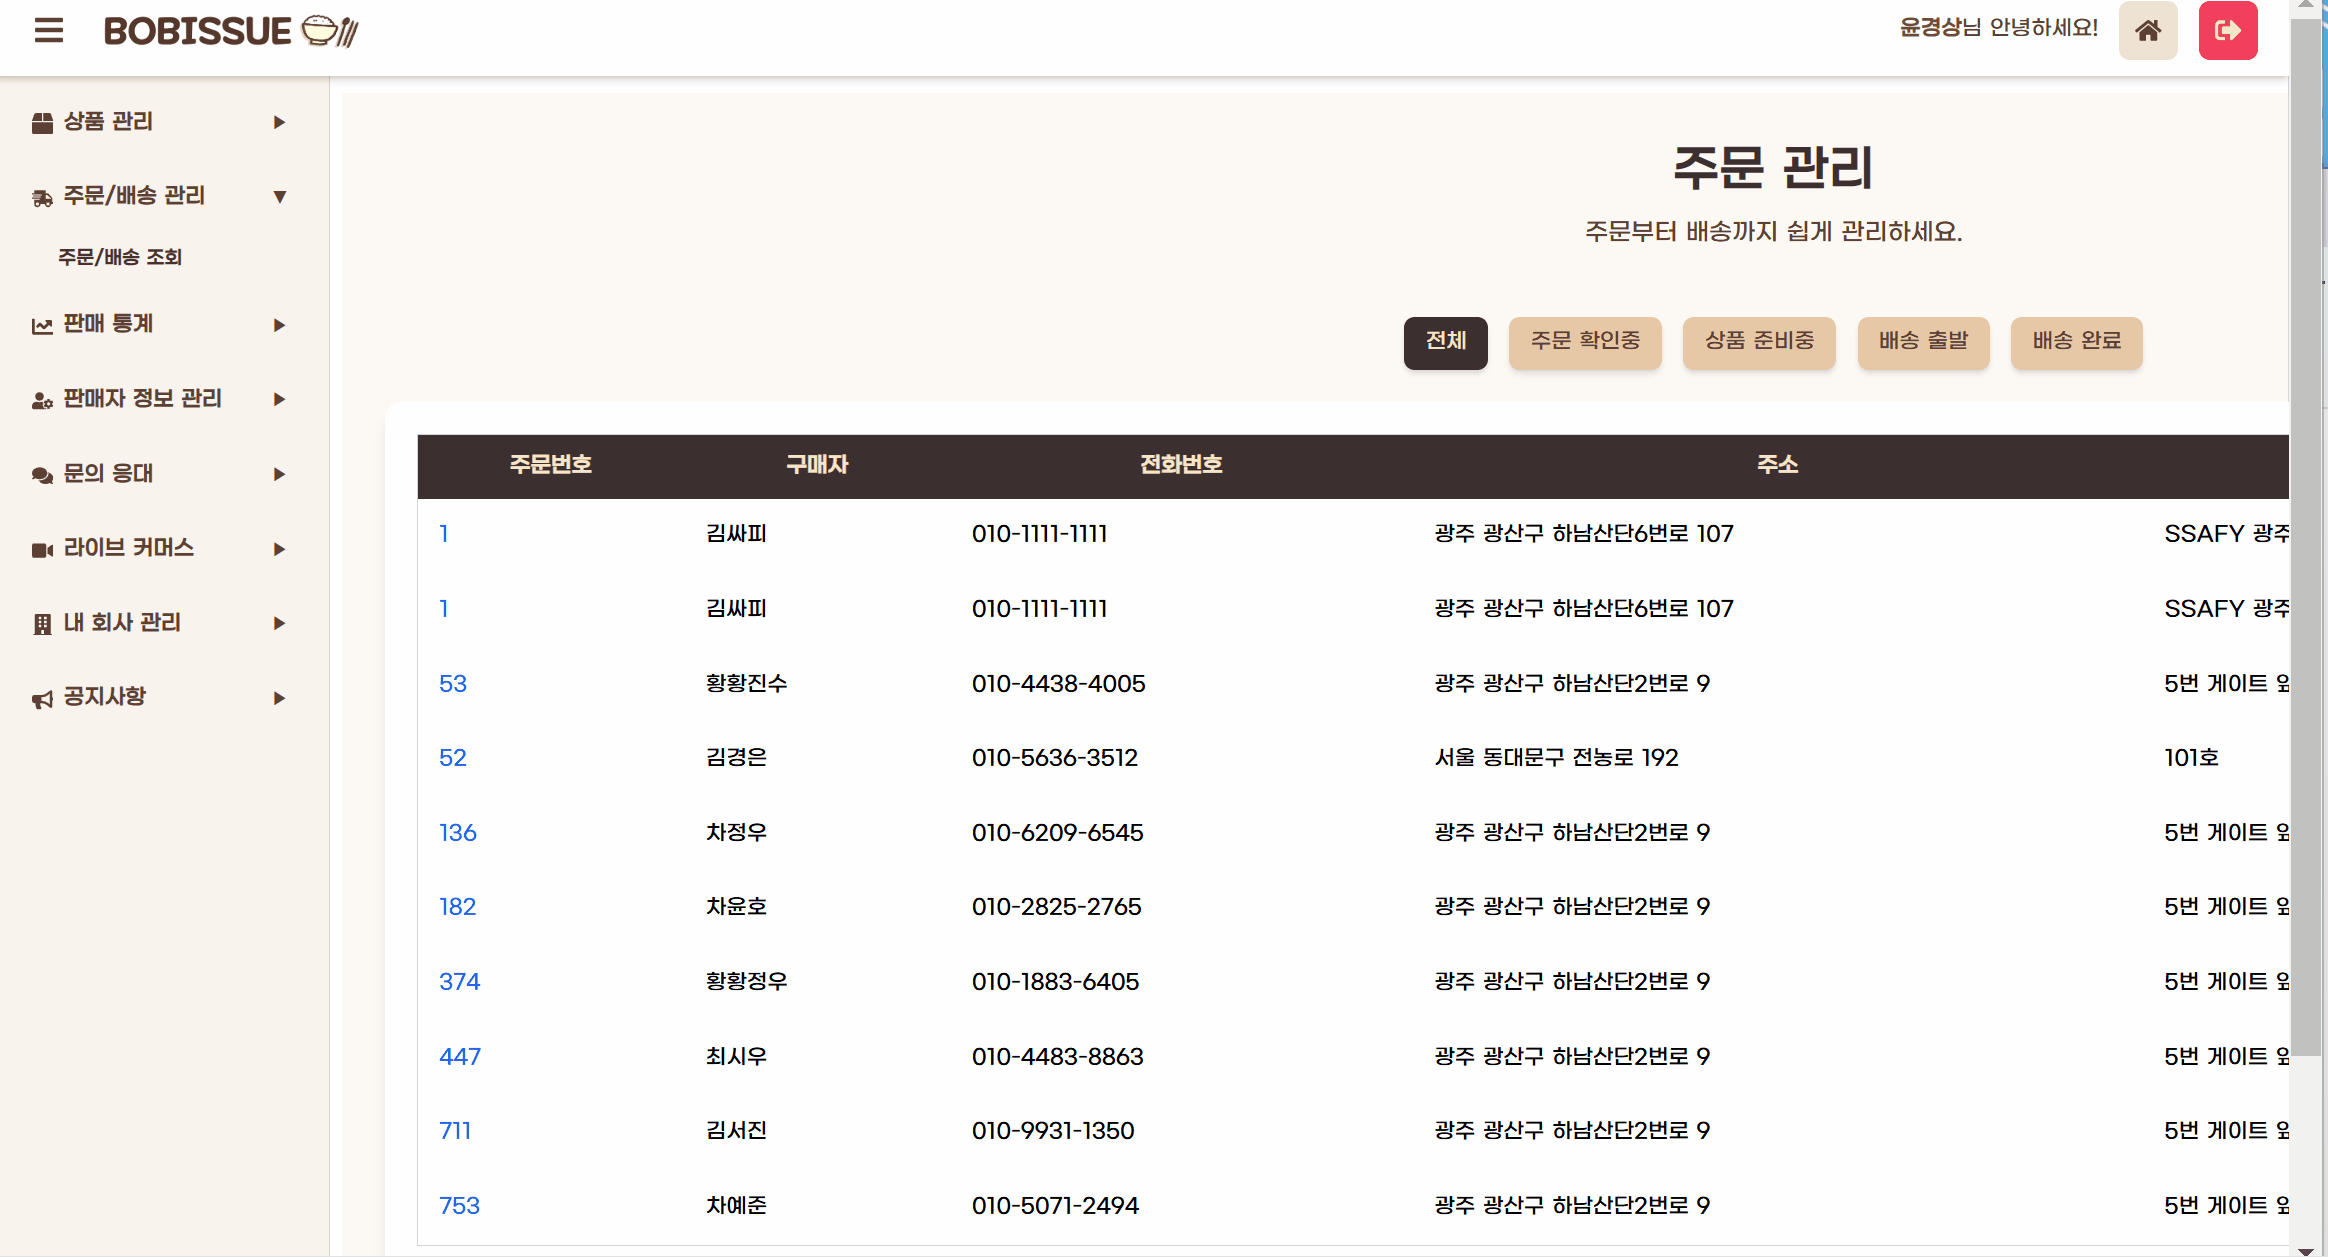 BOBISSUE
윤경상님 안녕하세요!
상품 관리
주문/배송 관리
주문/배송 조회
판매 통계
판매자 정보 관리
문의 응대
라이브 커머스
내 회사 관리
공지사항
주문 관리
주문부터 배송까지 쉽게 관리하세요.
전체 주문 확인중 상품 준비중 배송 출발 배송 완료
주문번호 구매자 전화번호 주소
1 김싸피 010-1111-1111 광주 광산구 하남산단6번로 107 SSAFY 광주
1 김싸피 010-1111-1111 광주 광산구 하남산단6번로 107 SSAFY 광주
53 황황진수 010-4438-4005 광주 광산구 하남산단2번로 9 5번 게이트
52 김경은 010-5636-3512 서울 동대문구 전농로 192 101호
136 차정우 010-6209-6545 광주 광산구 하남산단2번로 9 5번 게이트
182 차윤호 010-2825-2765 광주 광산구 하남산단2번로 9 5번 게이트
374 황황정우 010-1883-6405 광주 광산구 하남산단2번로 9 5번 게이트
447 최시우 010-4483-8863 광주 광산구 하남산단2번로 9 5번 게이트
711 김서진 010-9931-1350 광주 광산구 하남산단2번로 9 5번 게이트
753 차예준 010-5071-2494 광주 광산구 하남산단2번로 9 5번 게이트